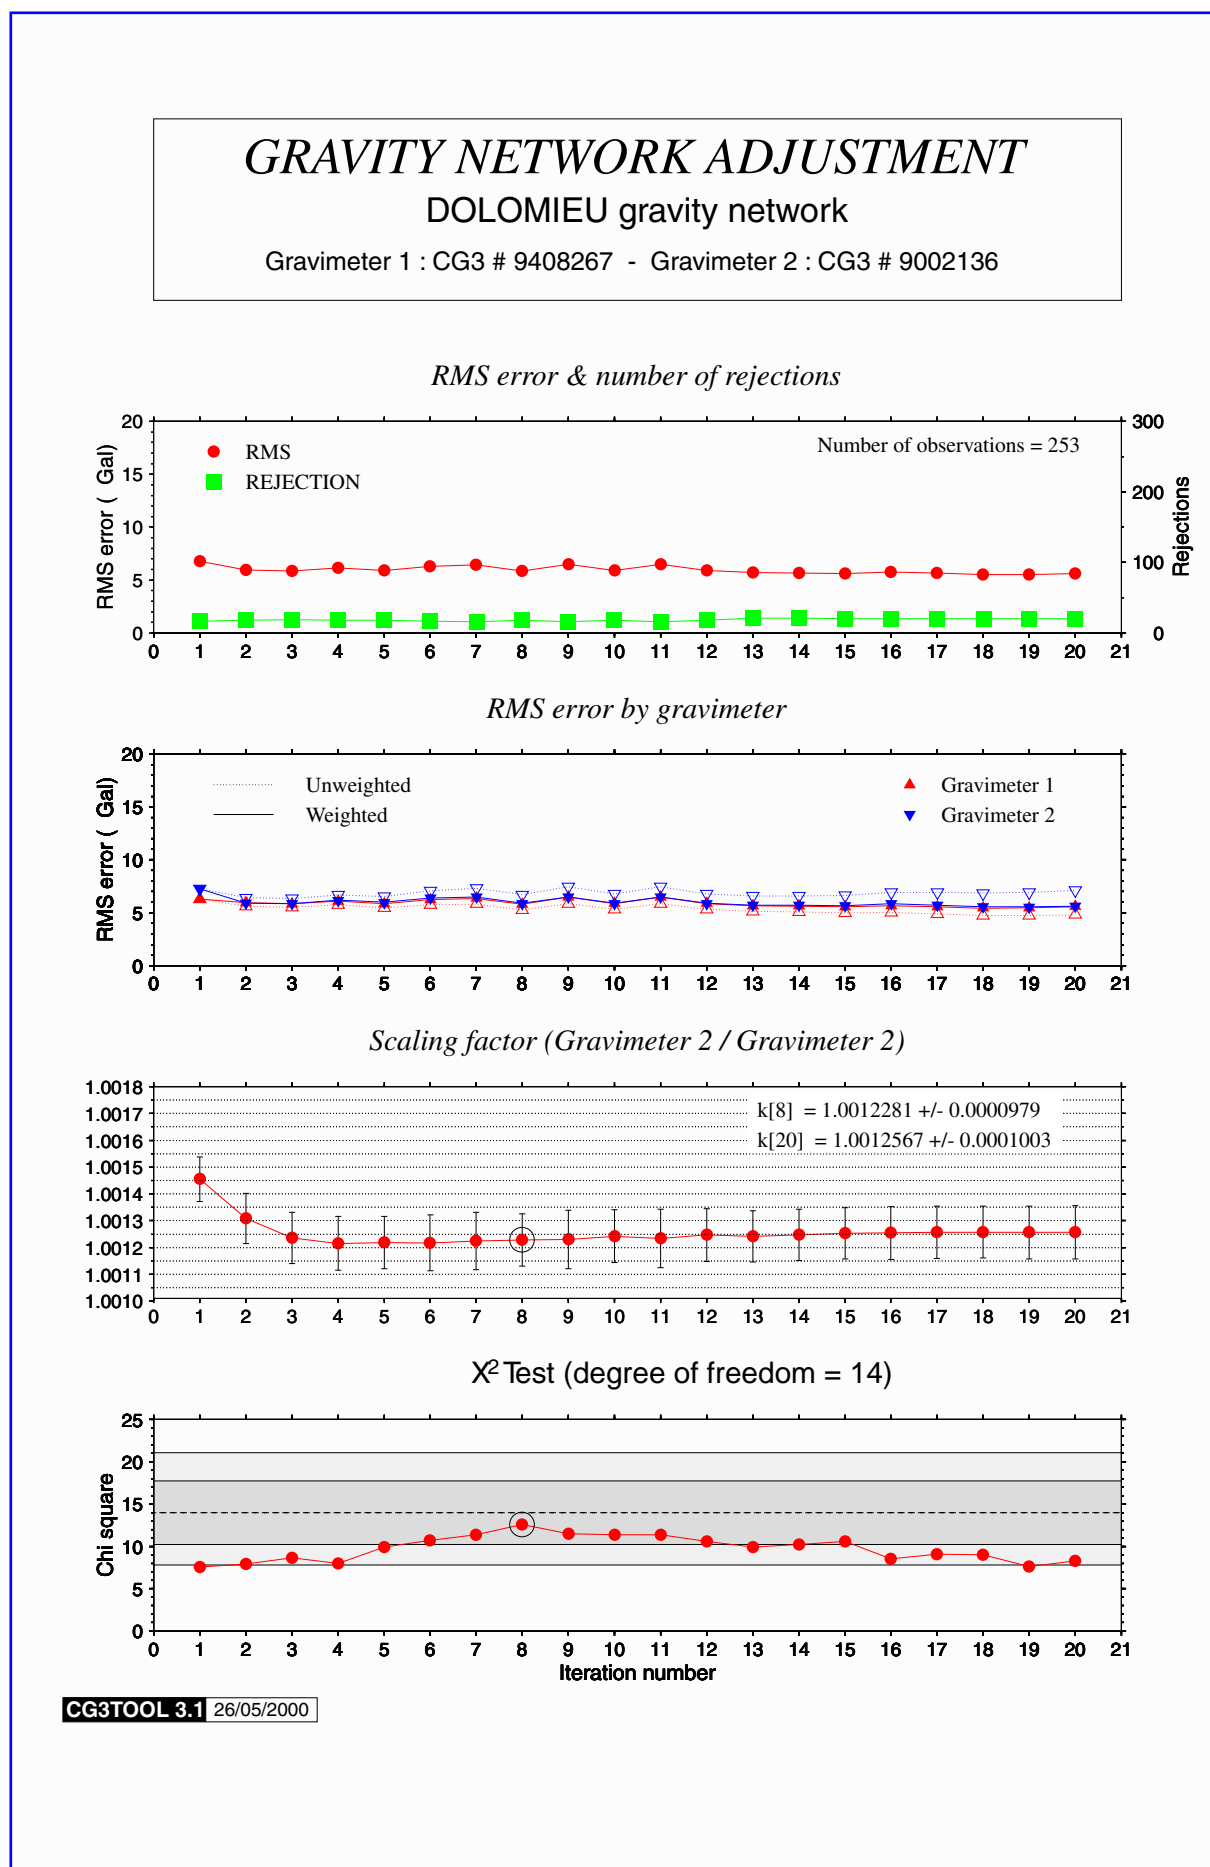 GRAVITY NETWORK ADJUSTMENT
DOLOMIEU gravity network
Gravimeter 1 : CG3 # 9408267 - Gravimeter 2 : CG3 # 9002136
RMS error & number of rejections
RMS error ( Gal)
20
15
10
5
0
RMS
REJECTION
Number of observations = 253
300
200
100
0
Rejections
0 1 2 3 4 5 6 7 8 9 10 11 12 13 14 15 16 17 18 19 20 21
RMS error by gravimeter
RMS error ( Gal)
20
15
10
5
0
Unweighted
Weighted
Gravimeter 1
Gravimeter 2
0 1 2 3 4 5 6 7 8 9 10 11 12 13 14 15 16 17 18 19 20 21
Scaling factor (Gravimeter 2 / Gravimeter 2)
1.0018
1.0017
1.0016
1.0015
1.0014
1.0013
1.0012
1.0011
1.0010
k[8] = 1.0012281 +/- 0.0000979
k[20] = 1.0012567 +/- 0.0001003
0 1 2 3 4 5 6 7 8 9 10 11 12 13 14 15 16 17 18 19 20 21
X² Test (degree of freedom = 14)
Chi square
25
20
15
10
5
0
0 1 2 3 4 5 6 7 8 9 10 11 12 13 14 15 16 17 18 19 20 21
Iteration number
CG3TOOL 3.1 26/05/2000